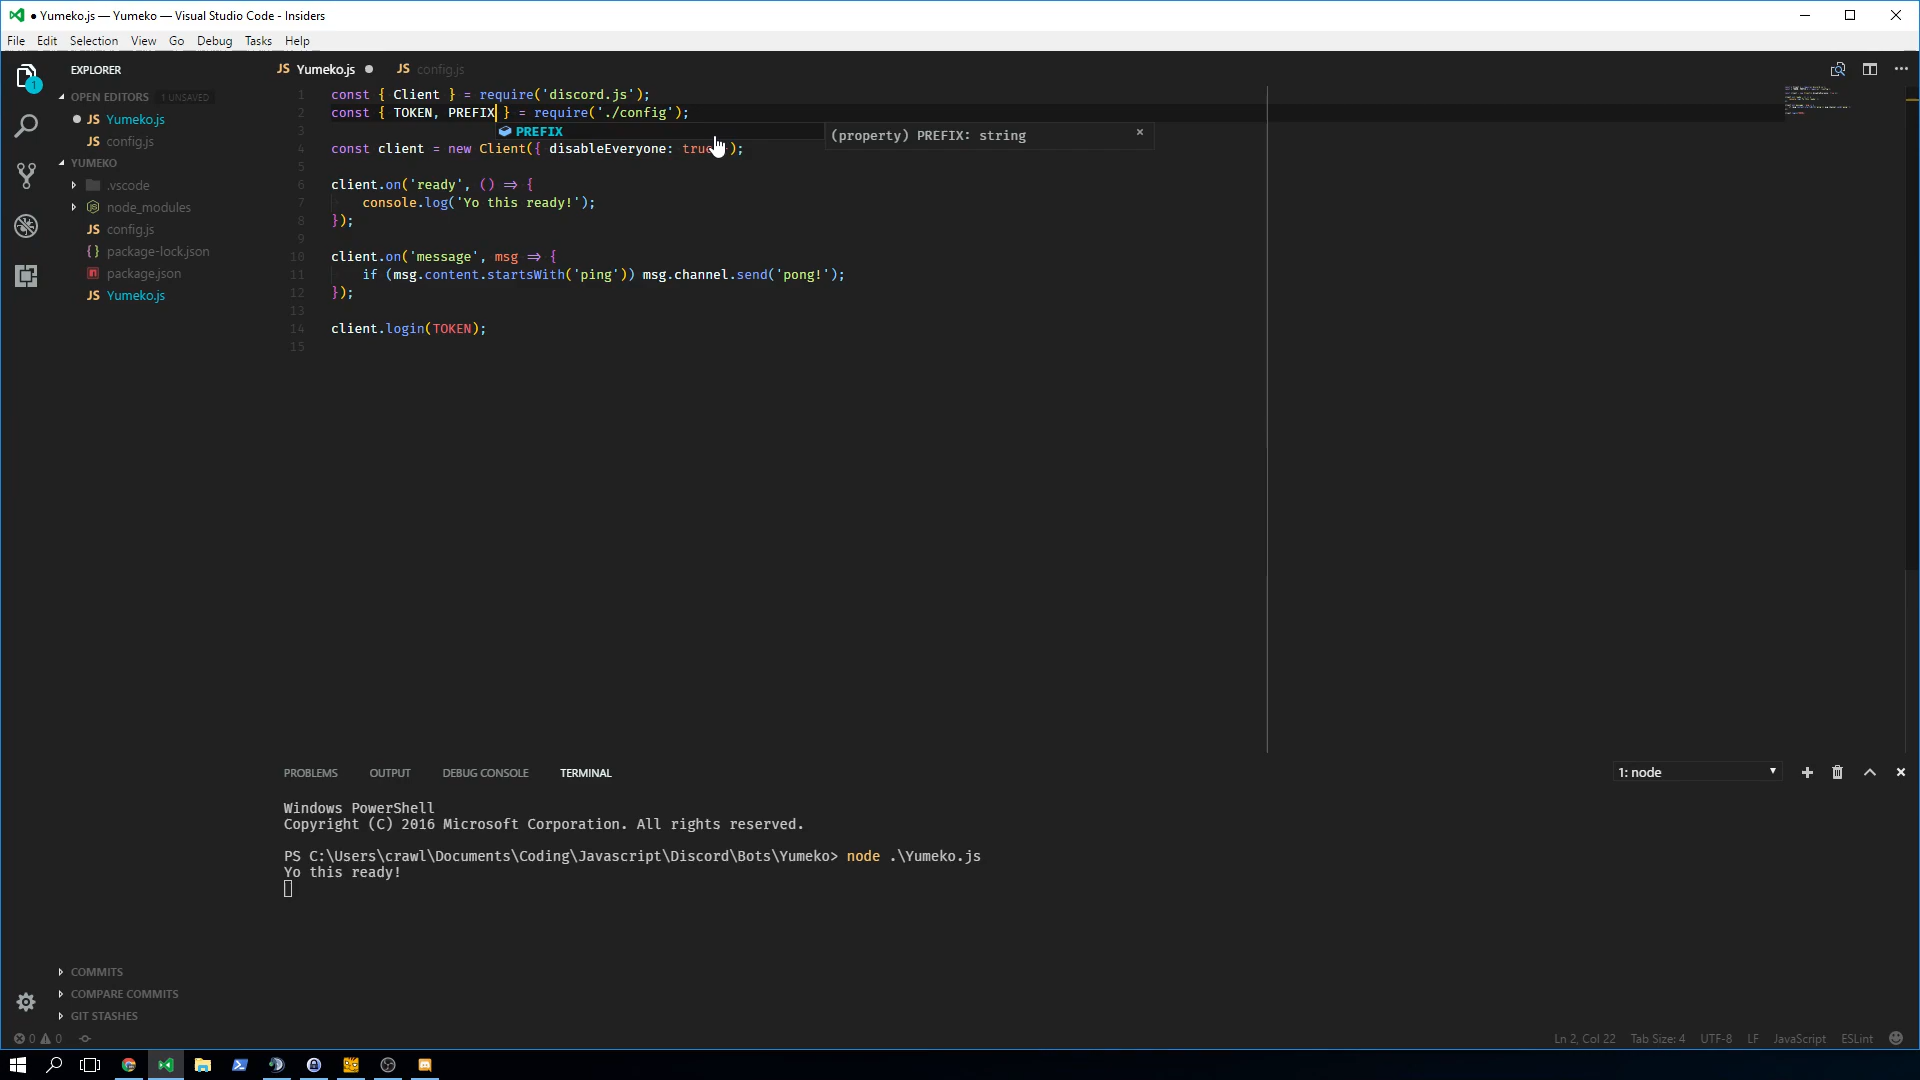 ● Yumeko.js — Yumeko — Visual Studio Code - Insiders
File Edit Selection View Go Debug Tasks Help
EXPLORER
OPEN EDITORS 1 UNSAVED
JS Yumeko.js
JS config.js
YUMEKO
.vscode
node_modules
JS config.js
{} package-lock.json
package.json
JS Yumeko.js
COMMITS
COMPARE COMMITS
GIT STASHES
JS Yumeko.js ● JS config.js
1 const { Client } = require('discord.js');
2 const { TOKEN, PREFIX } = require('./config');
3 PREFIX (property) PREFIX: string ×
4 const client = new Client({ disableEveryone: true });
5
6 client.on('ready', () => {
7 console.log('Yo this ready!');
8 });
9
10 client.on('message', msg => {
11 if (msg.content.startsWith('ping')) msg.channel.send('pong!');
12 });
13
14 client.login(TOKEN);
15
PROBLEMS OUTPUT DEBUG CONSOLE TERMINAL 1: node
Windows PowerShell
Copyright (C) 2016 Microsoft Corporation. All rights reserved.
PS C:\Users\crawl\Documents\Coding\Javascript\Discord\Bots\Yumeko> node .\Yumeko.js
Yo this ready!
0 0 Ln 2, Col 22 Tab Size: 4 UTF-8 LF JavaScript ESLint